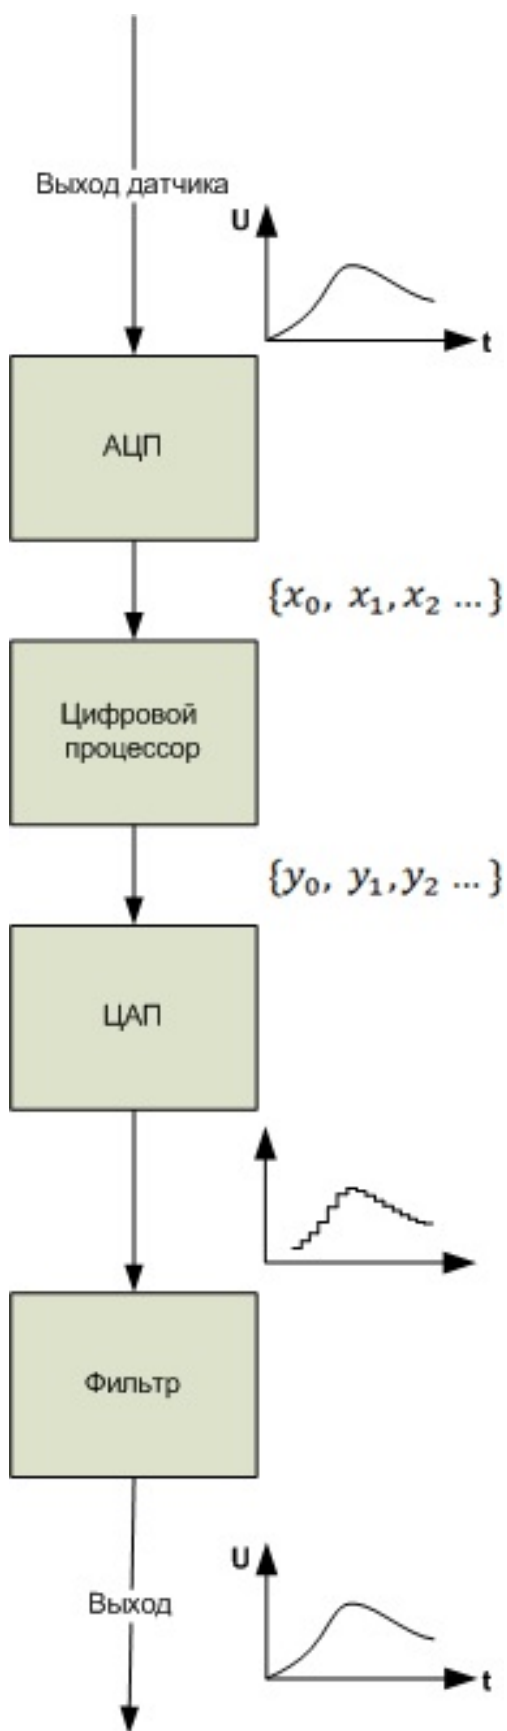 Выход датчика
U
t
АЦП
{x₀, x₁, x₂ ...}
Цифровой
процессор
{y₀, y₁, y₂ ...}
ЦАП
Фильтр
U
Выход
t